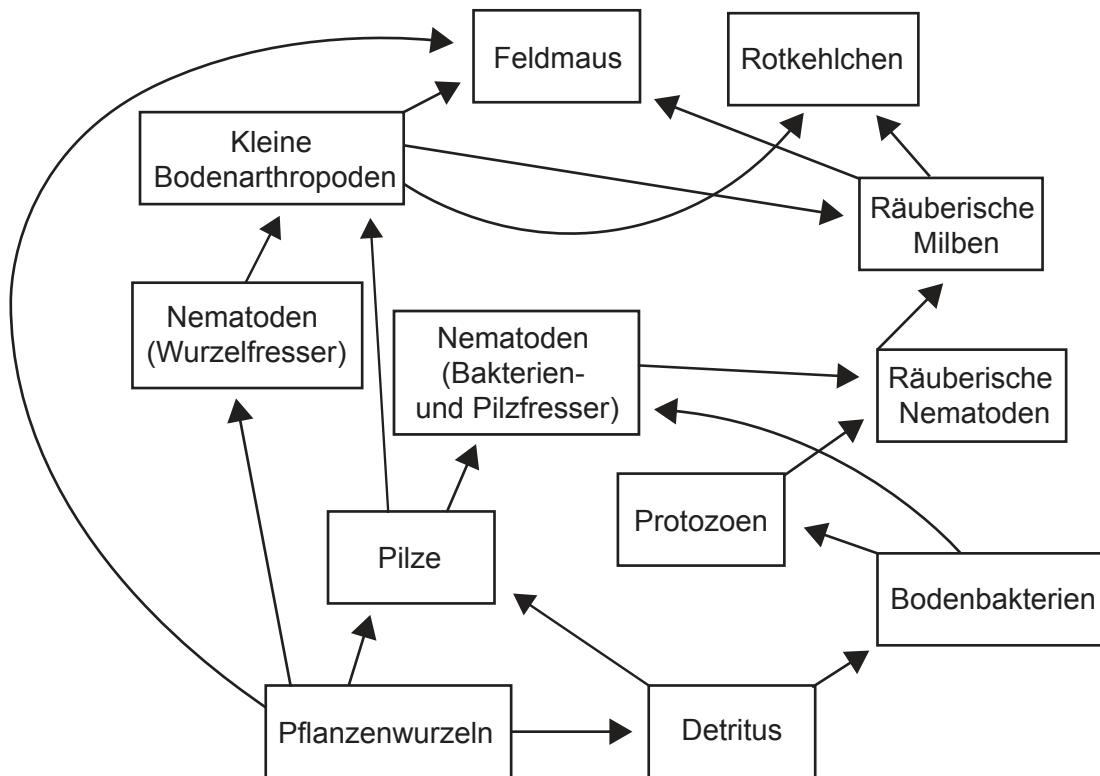 Feldmaus
Rotkehlchen
Kleine
Bodenarthropoden
Räuberische
Milben
Nematoden
(Wurzelfresser)
Nematoden
(Bakterien-
und Pilzfresser)
Räuberische
Nematoden
Protozoen
Pilze
Bodenbakterien
Pflanzenwurzeln
Detritus